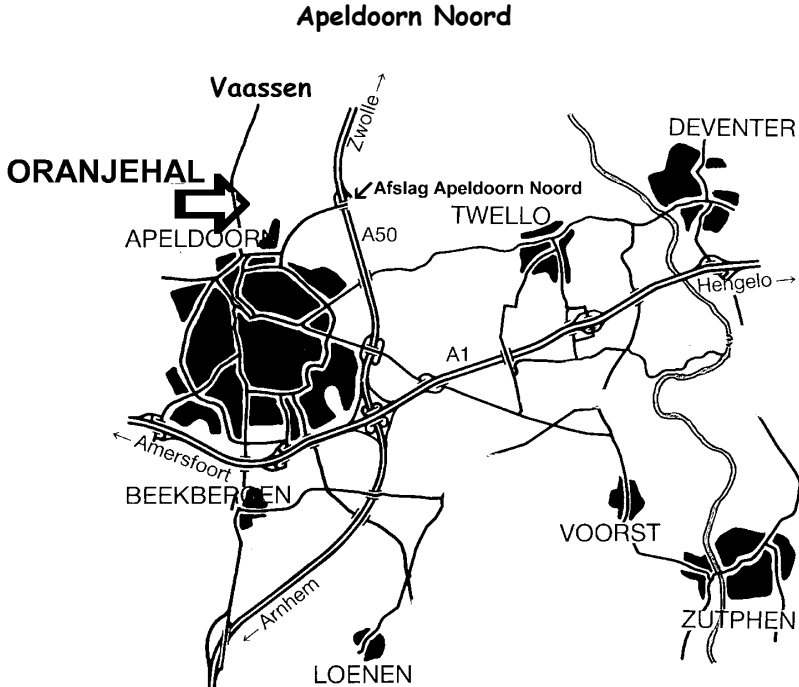 Apeldoorn Noord
Vaassen
Zwolle →
DEVENTER
ORANJEHAL
Afslag Apeldoorn Noord
TWELLO
APELDOORN
A50
Hengelo →
A1
← Amersfoort
BEEKBERGEN
VOORST
← Arnhem
ZUTPHEN
LOENEN